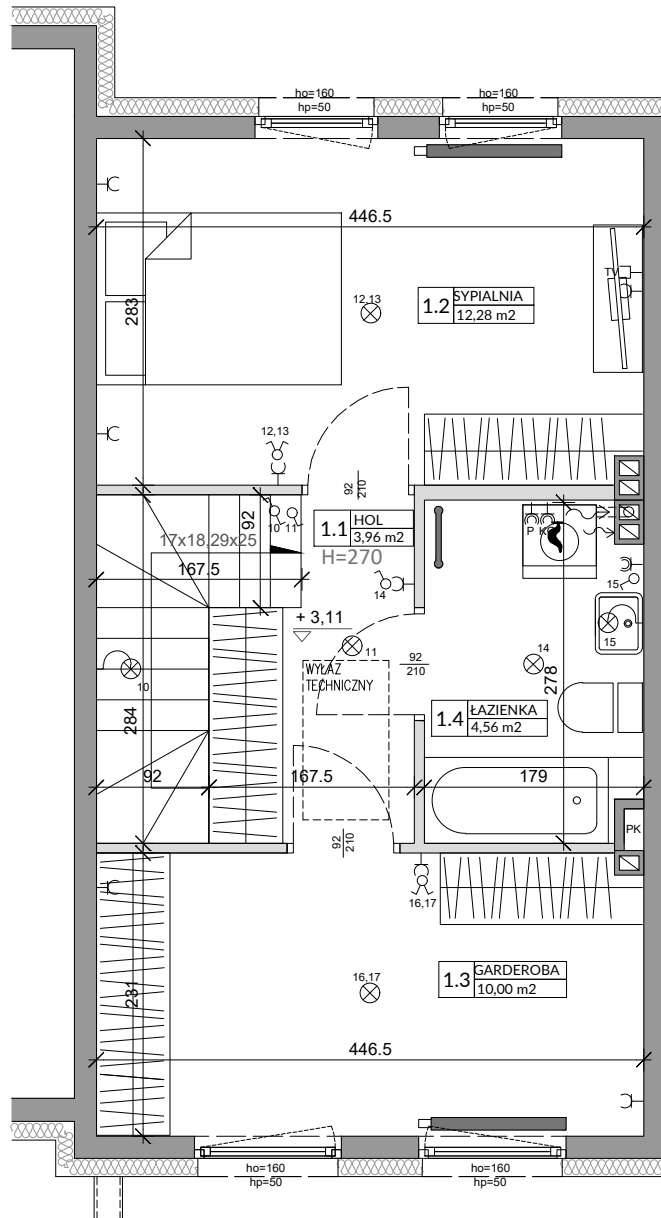 ho=160
hp=50
ho=160
hp=50
446.5
283
TV
12,13
1.2 SYPIALNIA
12,28 m2
12,13
92
210
92
17x18,29x25
167.5
10
11
1.1 HOL
3,96 m2
H=270
P
14
15
15
+ 3,11
11
92
210
14
278
WYŁAZ
TECHNICZNY
10
284
1.4 ŁAZIENKA
4,56 m2
92
167.5
179
PK
92
210
16,17
16,17
1.3 GARDEROBA
10,00 m2
231
446.5
ho=160
hp=50
ho=160
hp=50